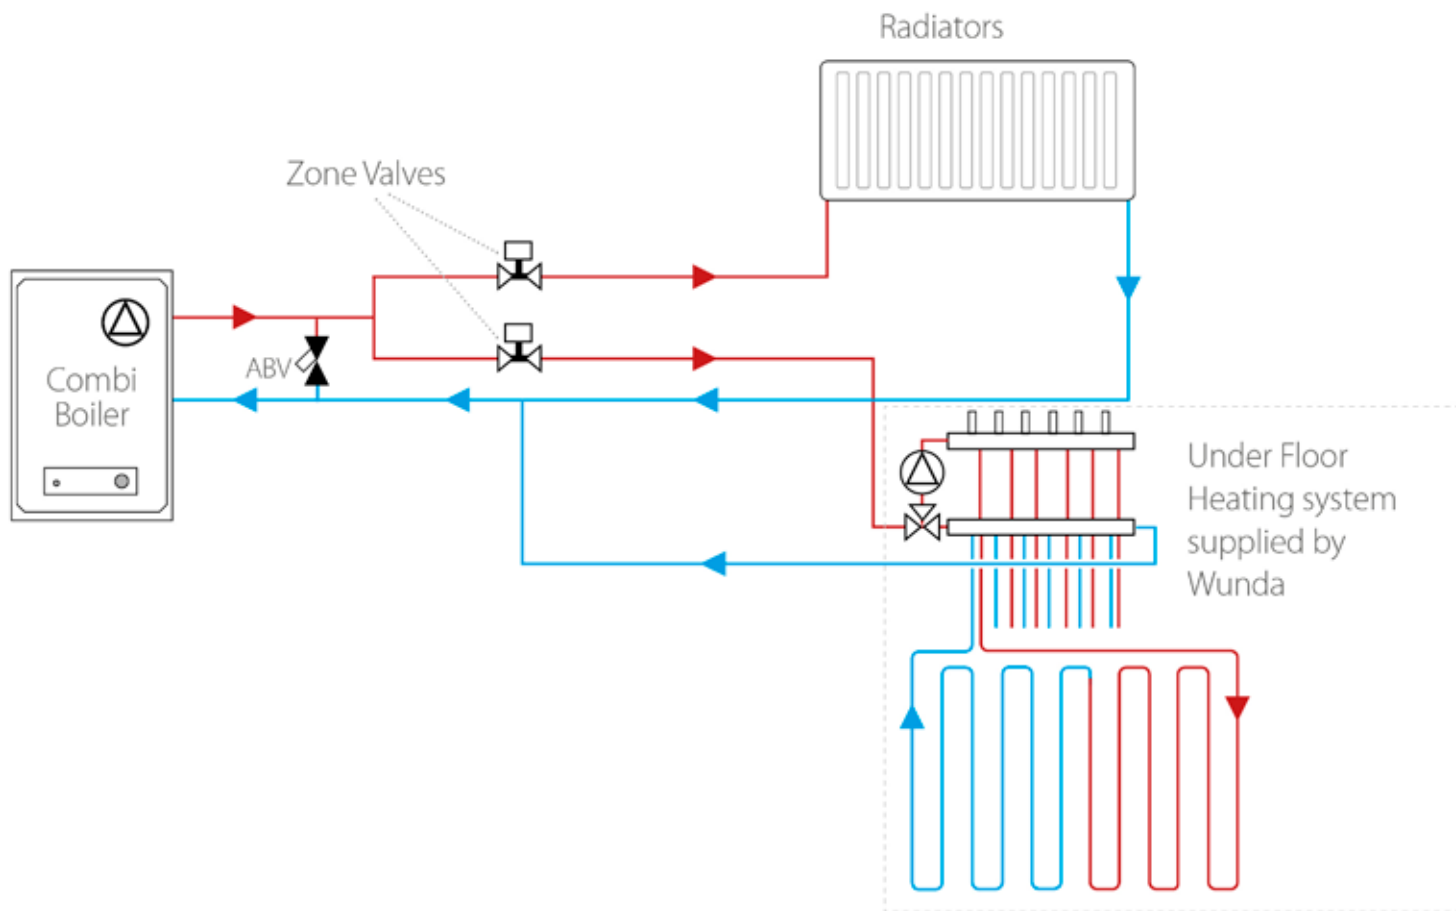 Radiators
Zone Valves
ABV
Combi
Boiler
Under Floor
Heating system
supplied by
Wunda